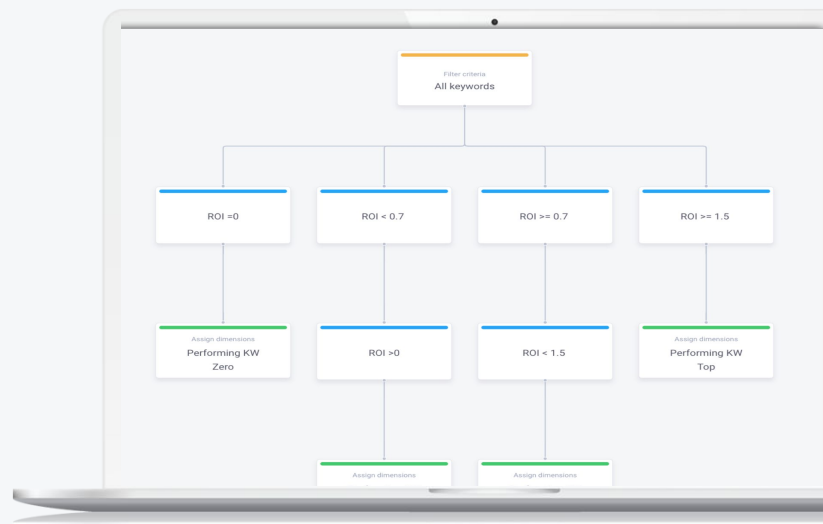 Filter criteria
All keywords
ROI =0
ROI < 0.7
ROI >= 0.7
ROI >= 1.5
Assign dimensions
Performing KW
Zero
ROI >0
ROI < 1.5
Assign dimensions
Performing KW
Top
Assign dimensions
Assign dimensions